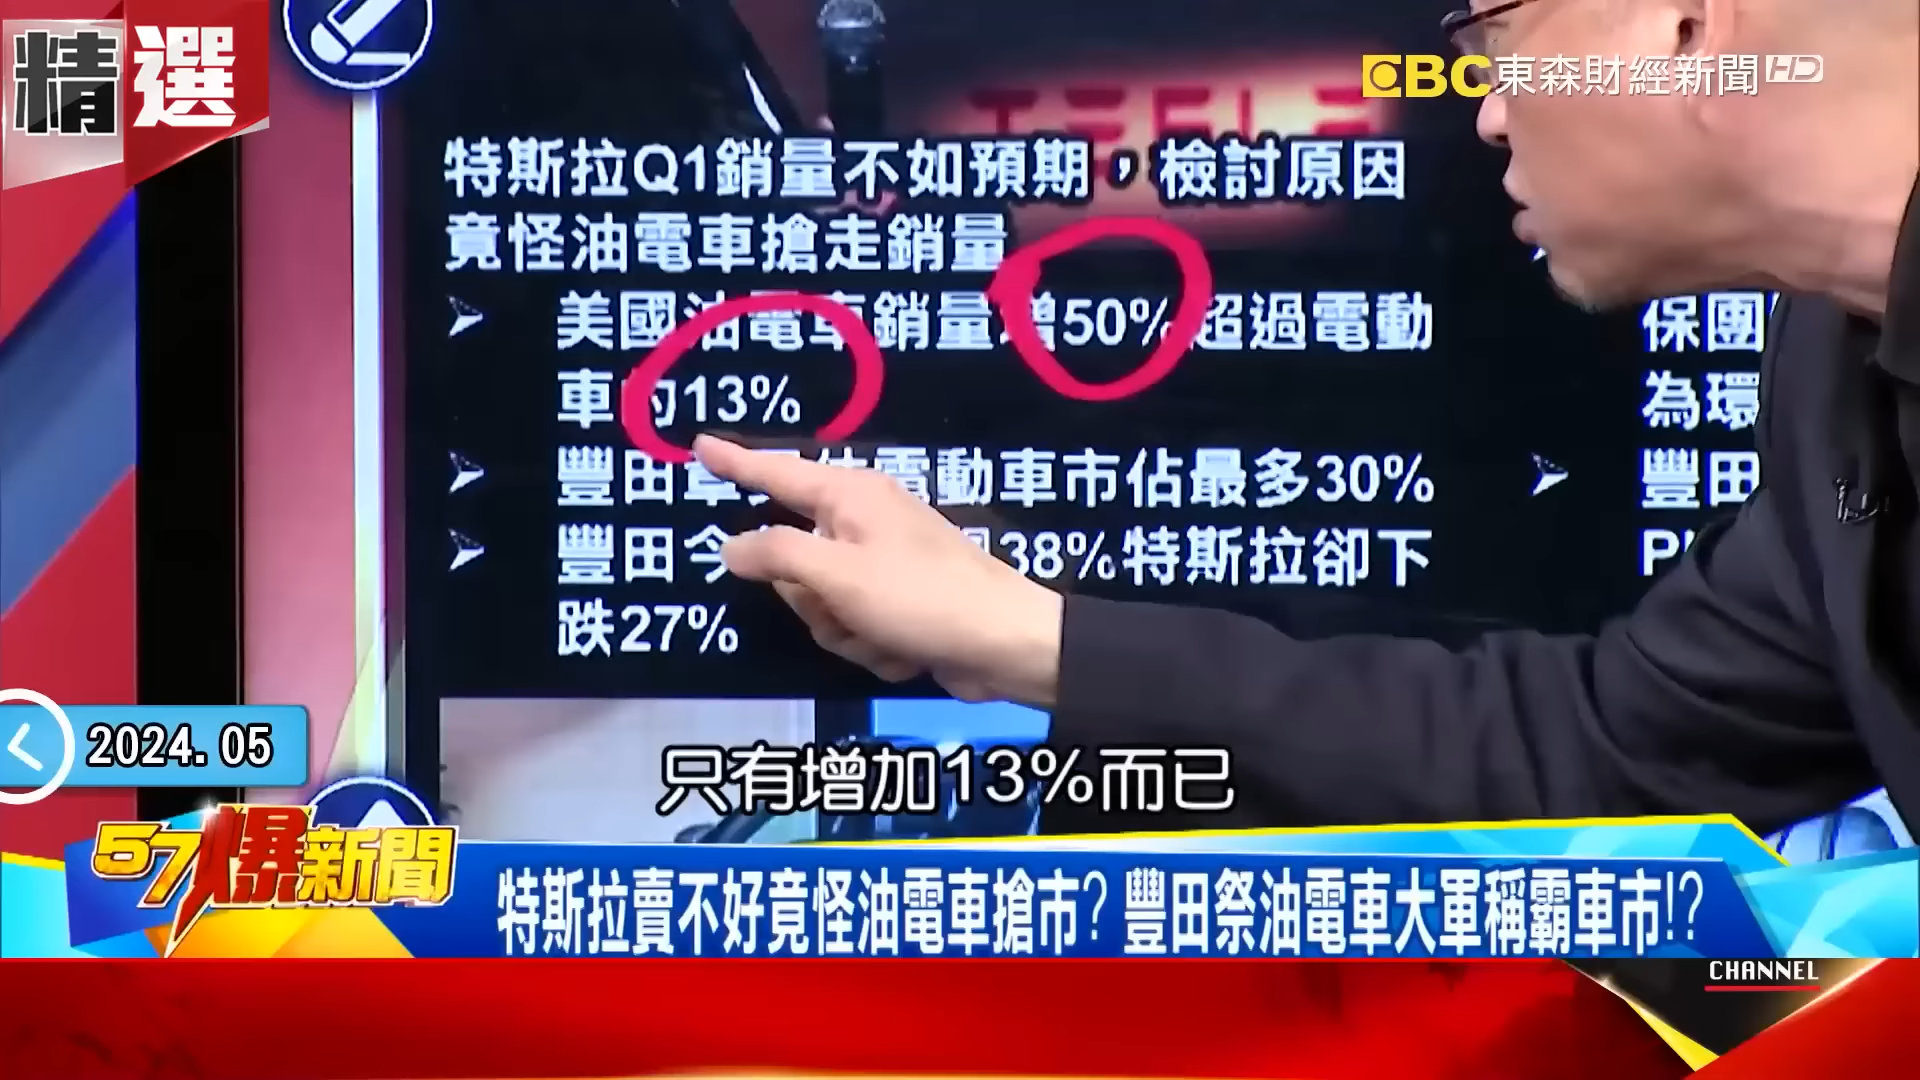 精選
EBC東森財經新聞HD
特斯拉Q1銷量不如預期，檢討原因
竟怪油電車搶走銷量
美國油電車銷量增50%超過電動
車的13%
豐田章男估電動車市佔最多30%
豐田今 38%特斯拉卻下
跌27%
保團
為環
豐田
2024.05
只有增加13%而已
57爆新聞
特斯拉賣不好竟怪油電車搶市? 豐田祭油電車大軍稱霸車市!?
CHANNEL